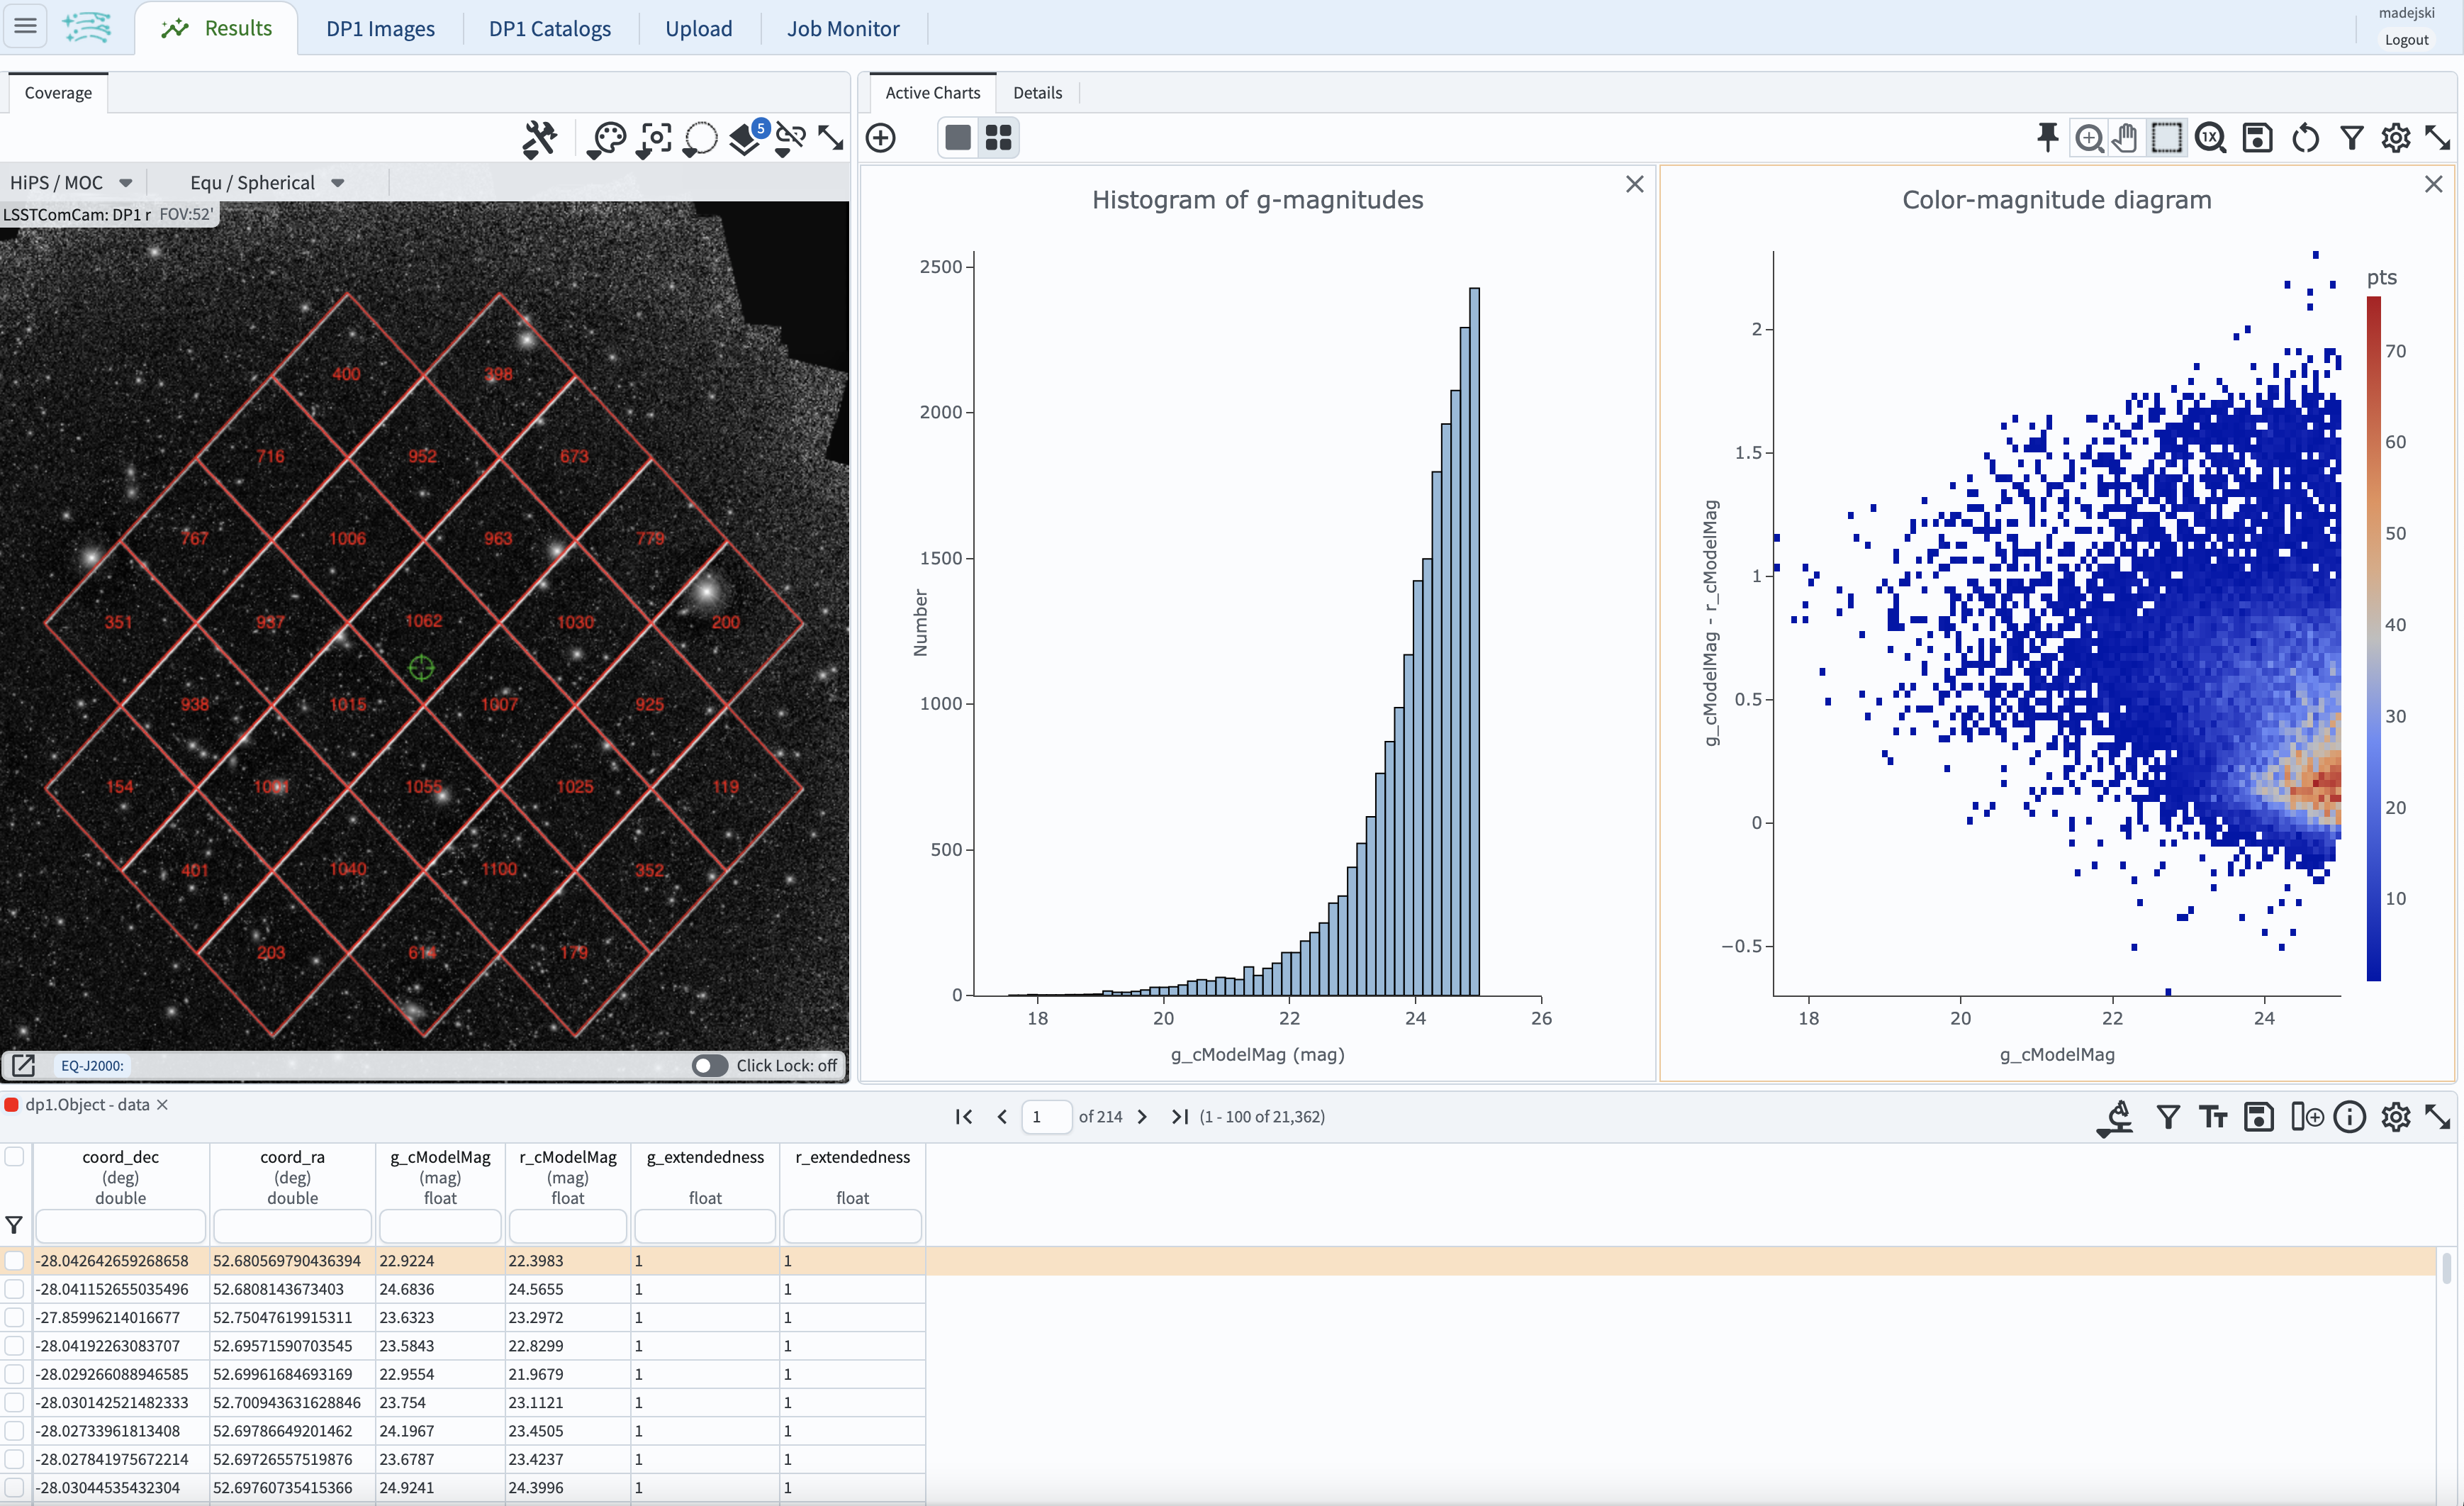 Results
DP1 Images
DP1 Catalogs
Upload
Job Monitor
madejski
Logout
Coverage
5
HiPS / MOC
Equ / Spherical
LSSTComCam: DP1 r FOV:52'
400 398
716 952 673
767 1006 963 779
351 937 1062 1030 200
938 1015 1007 925
154 1055 1025 119
401 1040 1100 352
203 179
EQ-J2000:
Click Lock: off
Active Charts
Details
1X
Histogram of g-magnitudes
2500
2000
1500
1000
500
0
Number
18 20 22 24 26
g_cModelMag (mag)
Color-magnitude diagram
2
1.5
1
0.5
0
−0.5
g_cModelMag - r_cModelMag
18 20 22 24
g_cModelMag
pts
70
60
50
40
30
20
10
dp1.Object - data
1 of 214 (1 - 100 of 21,362)
coord_dec coord_ra g_cModelMag r_cModelMag g_extendedness r_extendedness
(deg) (deg) (mag) (mag)
double double float float float float
-28.042642659268658 52.680569790436394 22.9224 22.3983 1 1
-28.041152655035496 52.6808143673403 24.6836 24.5655 1 1
-27.85996214016677 52.75047619915311 23.6323 23.2972 1 1
-28.04192263083707 52.69571590703545 23.5843 22.8299 1 1
-28.029266088946585 52.69961684693169 22.9554 21.9679 1 1
-28.030142521482333 52.700943631628846 23.754 23.1121 1 1
-28.02733961813408 52.69786649201462 24.1967 23.4505 1 1
-28.027841975672214 52.69726557519876 23.6787 23.4237 1 1
-28.03044535432304 52.69760735415366 24.9241 24.3996 1 1